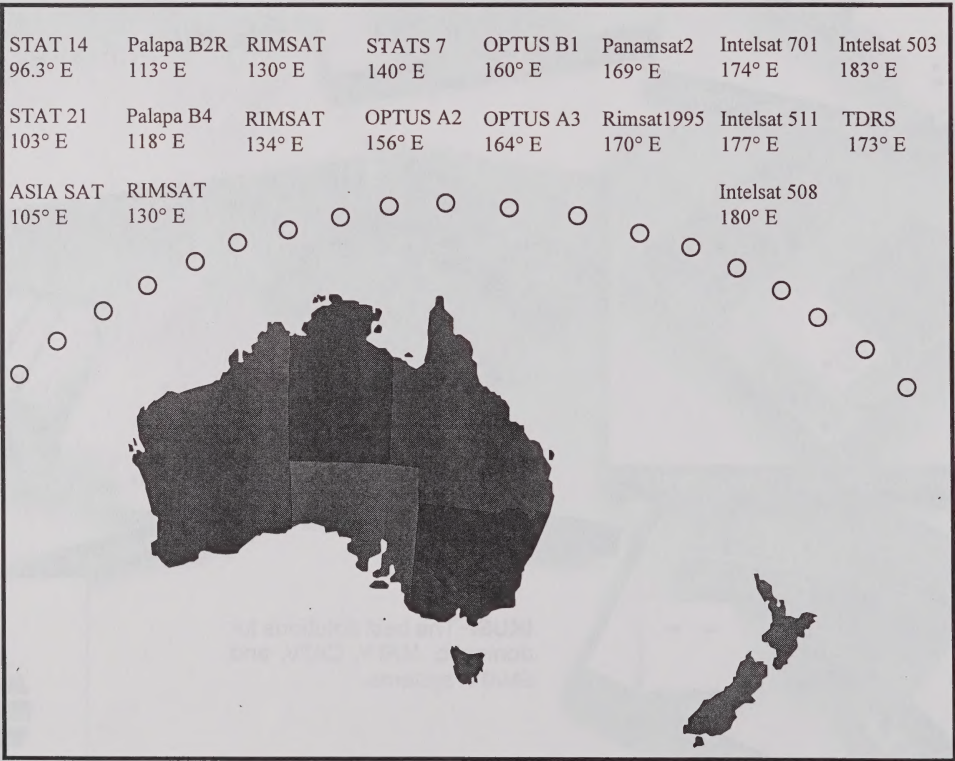 STAT 14 Palapa B2R RIMSAT STATS 7 OPTUS B1 Panamsat2 Intelsat 701 Intelsat 503
96.3° E 113° E 130° E 140° E 160° E 169° E 174° E 183° E
STAT 21 Palapa B4 RIMSAT OPTUS A2 OPTUS A3 Rimsat1995 Intelsat 511 TDRS
103° E 118° E 134° E 156° E 164° E 170° E 177° E 173° E
ASIA SAT RIMSAT Intelsat 508
105° E 130° E 180° E